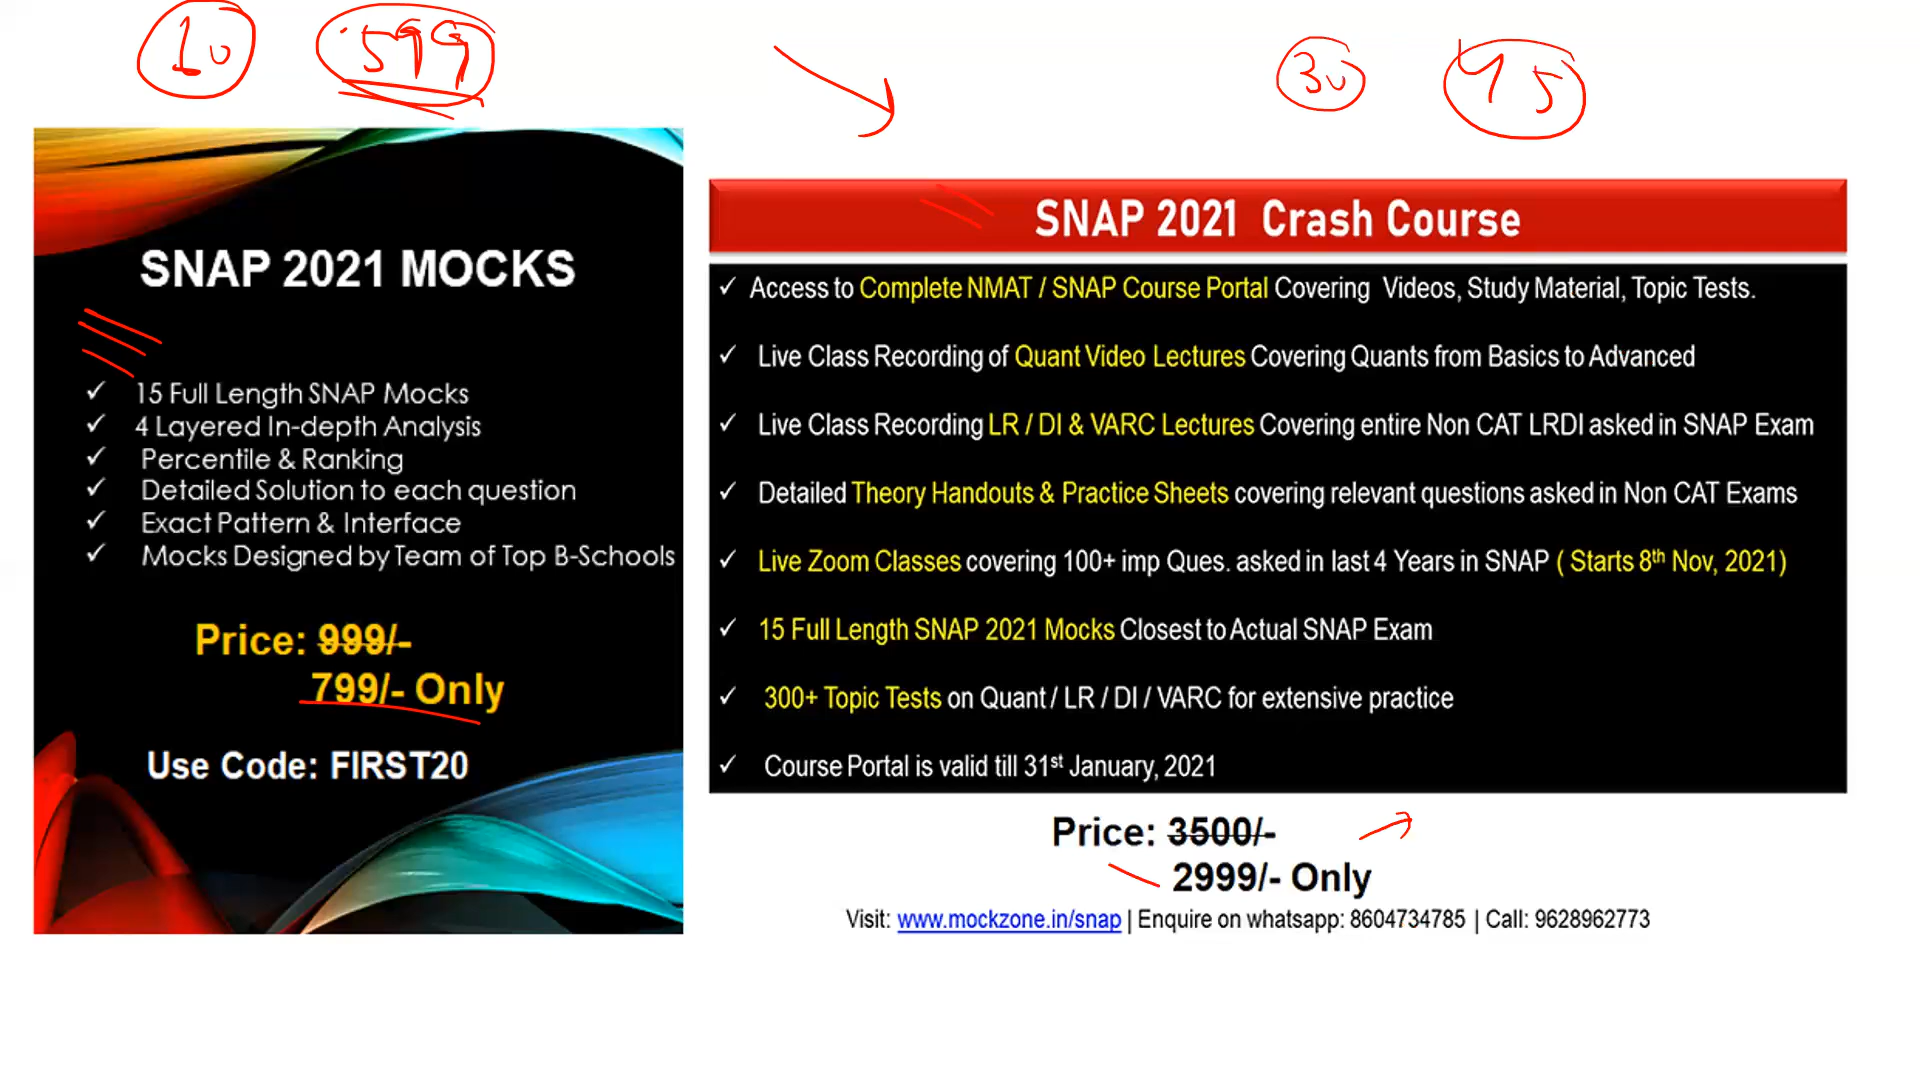 10 599 30 45
SNAP 2021 MOCKS
✓ 15 Full Length SNAP Mocks
✓ 4 Layered In-depth Analysis
✓ Percentile & Ranking
✓ Detailed Solution to each question
✓ Exact Pattern & Interface
✓ Mocks Designed by Team of Top B-Schools
Price: 999/-
799/- Only
Use Code: FIRST20
SNAP 2021 Crash Course
✓ Access to Complete NMAT / SNAP Course Portal Covering Videos, Study Material, Topic Tests.
✓ Live Class Recording of Quant Video Lectures Covering Quants from Basics to Advanced
✓ Live Class Recording LR / DI & VARC Lectures Covering entire Non CAT LRDI asked in SNAP Exam
✓ Detailed Theory Handouts & Practice Sheets covering relevant questions asked in Non CAT Exams
✓ Live Zoom Classes covering 100+ imp Ques. asked in last 4 Years in SNAP ( Starts 8th Nov, 2021)
✓ 15 Full Length SNAP 2021 Mocks Closest to Actual SNAP Exam
✓ 300+ Topic Tests on Quant / LR / DI / VARC for extensive practice
✓ Course Portal is valid till 31st January, 2021
Price: 3500/-
2999/- Only
Visit: www.mockzone.in/snap | Enquire on whatsapp: 8604734785 | Call: 9628962773